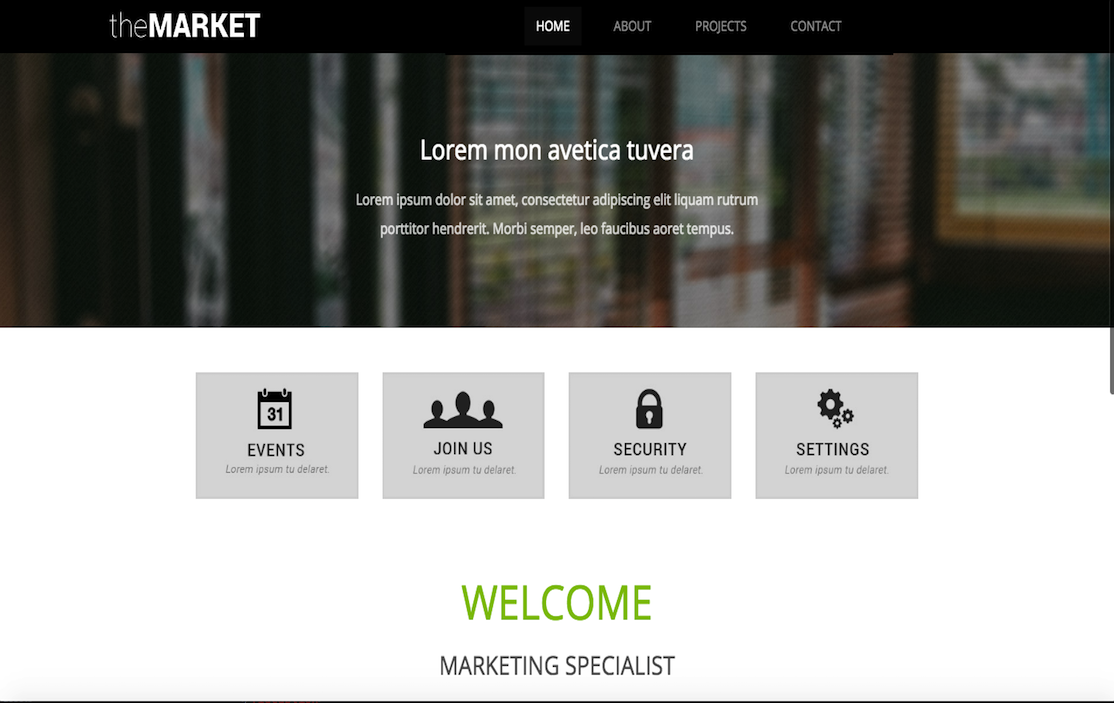 theMARKET
HOME ABOUT PROJECTS CONTACT
Lorem mon avetica tuvera
Lorem ipsum dolor sit amet, consectetur adipiscing elit liquam rutrum
porttitor hendrerit. Morbi semper, leo faucibus aoret tempus.
31
EVENTS
Lorem ipsum tu delaret.
JOIN US
Lorem ipsum tu delaret.
SECURITY
Lorem ipsum tu delaret.
SETTINGS
Lorem ipsum tu delaret.
WELCOME
MARKETING SPECIALIST